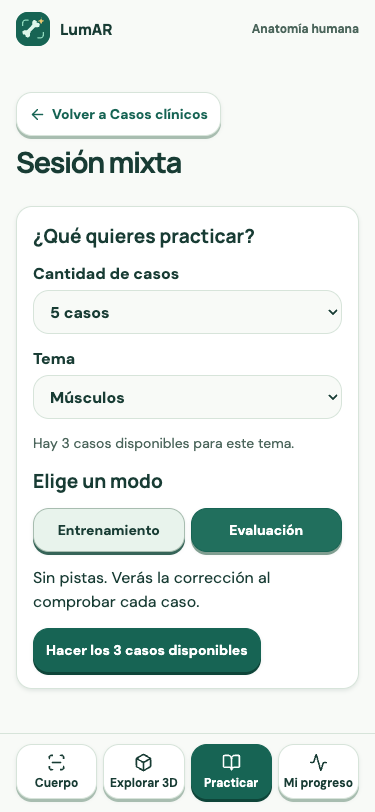 LumAR
Anatomía humana
← Volver a Casos clínicos
Sesión mixta
¿Qué quieres practicar?
Cantidad de casos
5 casos
Tema
Músculos
Hay 3 casos disponibles para este tema.
Elige un modo
Entrenamiento
Evaluación
Sin pistas. Verás la corrección al
comprobar cada caso.
Hacer los 3 casos disponibles
Cuerpo
Explorar 3D
Practicar
Mi progreso